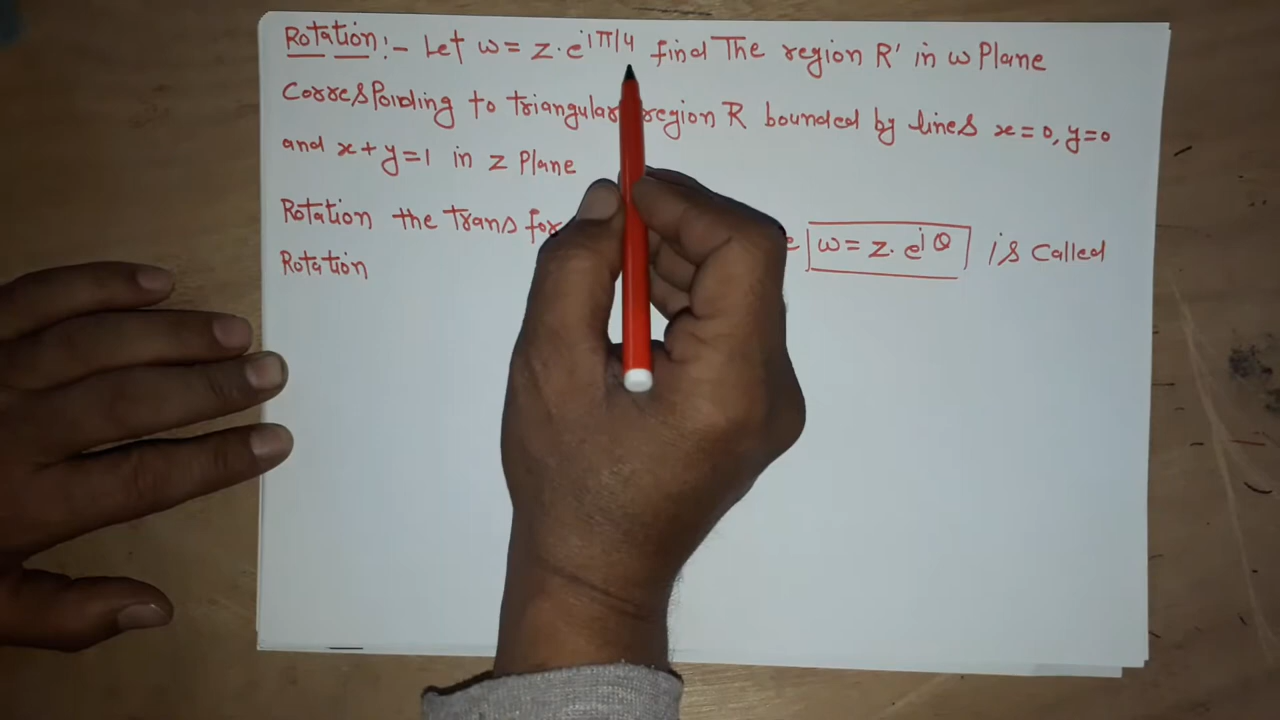 Rotation :- Let w = z. e^iπ/4 find The region R' in w Plane
Corresponding to triangular region R bounded by lines x=0, y=0
and x+y=1 in z Plane
Rotation the trans w = z. e^iθ is Called
Rotation